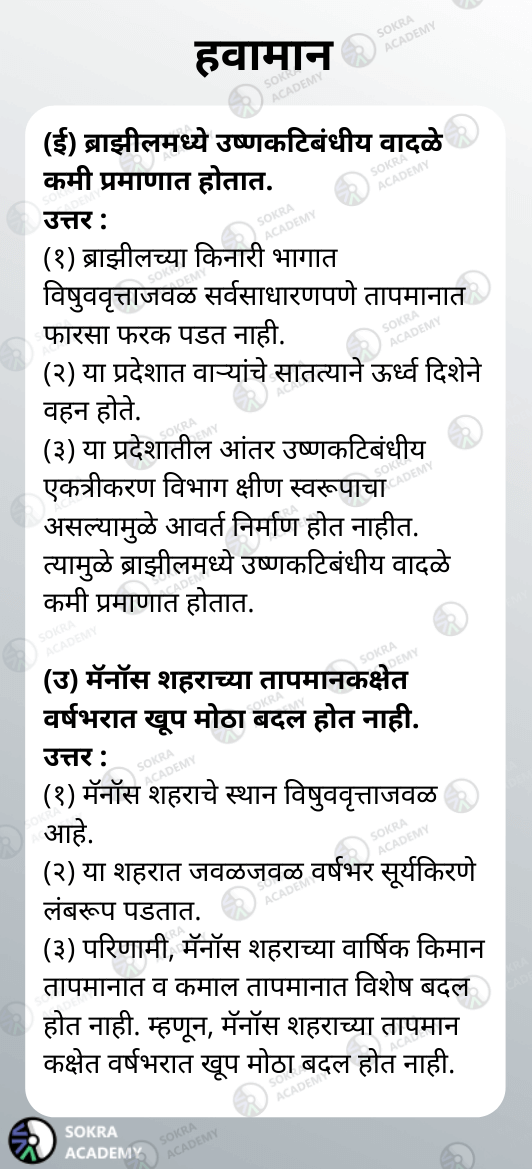 हवामान
(ई) ब्राझीलमध्ये उष्णकटिबंधीय वादळे
कमी प्रमाणात होतात.
उत्तर :
(१) ब्राझीलच्या किनारी भागात
विषुववृत्ताजवळ सर्वसाधारणपणे तापमानात
फारसा फरक पडत नाही.
(२) या प्रदेशात वाऱ्यांचे सातत्याने ऊर्ध्व दिशेने
वहन होते.
(३) या प्रदेशातील आंतर उष्णकटिबंधीय
एकत्रीकरण विभाग क्षीण स्वरूपाचा
असल्यामुळे आवर्त निर्माण होत नाहीत.
त्यामुळे ब्राझीलमध्ये उष्णकटिबंधीय वादळे
कमी प्रमाणात होतात.
(उ) मॅनॉस शहराच्या तापमानकक्षेत
वर्षभरात खूप मोठा बदल होत नाही.
उत्तर :
(१) मॅनॉस शहराचे स्थान विषुववृत्ताजवळ
आहे.
(२) या शहरात जवळजवळ वर्षभर सूर्यकिरणे
लंबरूप पडतात.
(३) परिणामी, मॅनॉस शहराच्या वार्षिक किमान
तापमानात व कमाल तापमानात विशेष बदल
होत नाही. म्हणून, मॅनॉस शहराच्या तापमान
कक्षेत वर्षभरात खूप मोठा बदल होत नाही.
SOKRA
ACADEMY